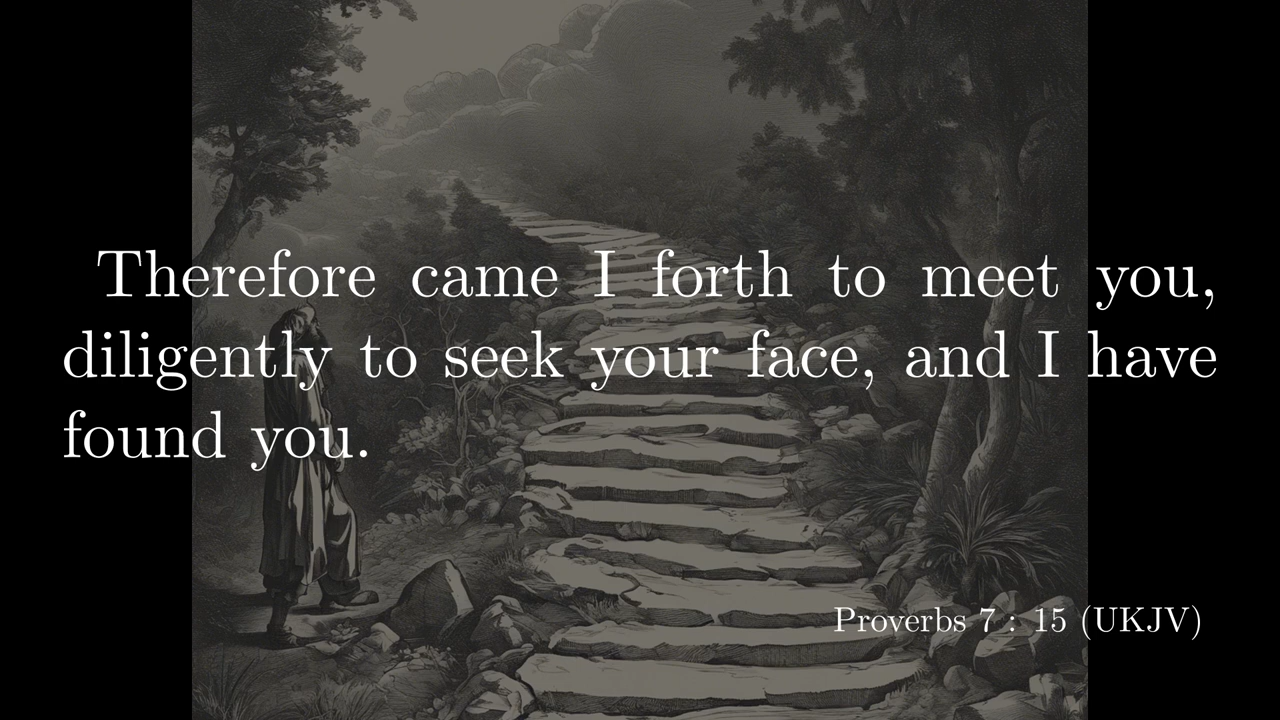 Therefore came I forth to meet you,
diligently to seek your face, and I have
found you.
Proverbs 7 : 15 (UKJV)